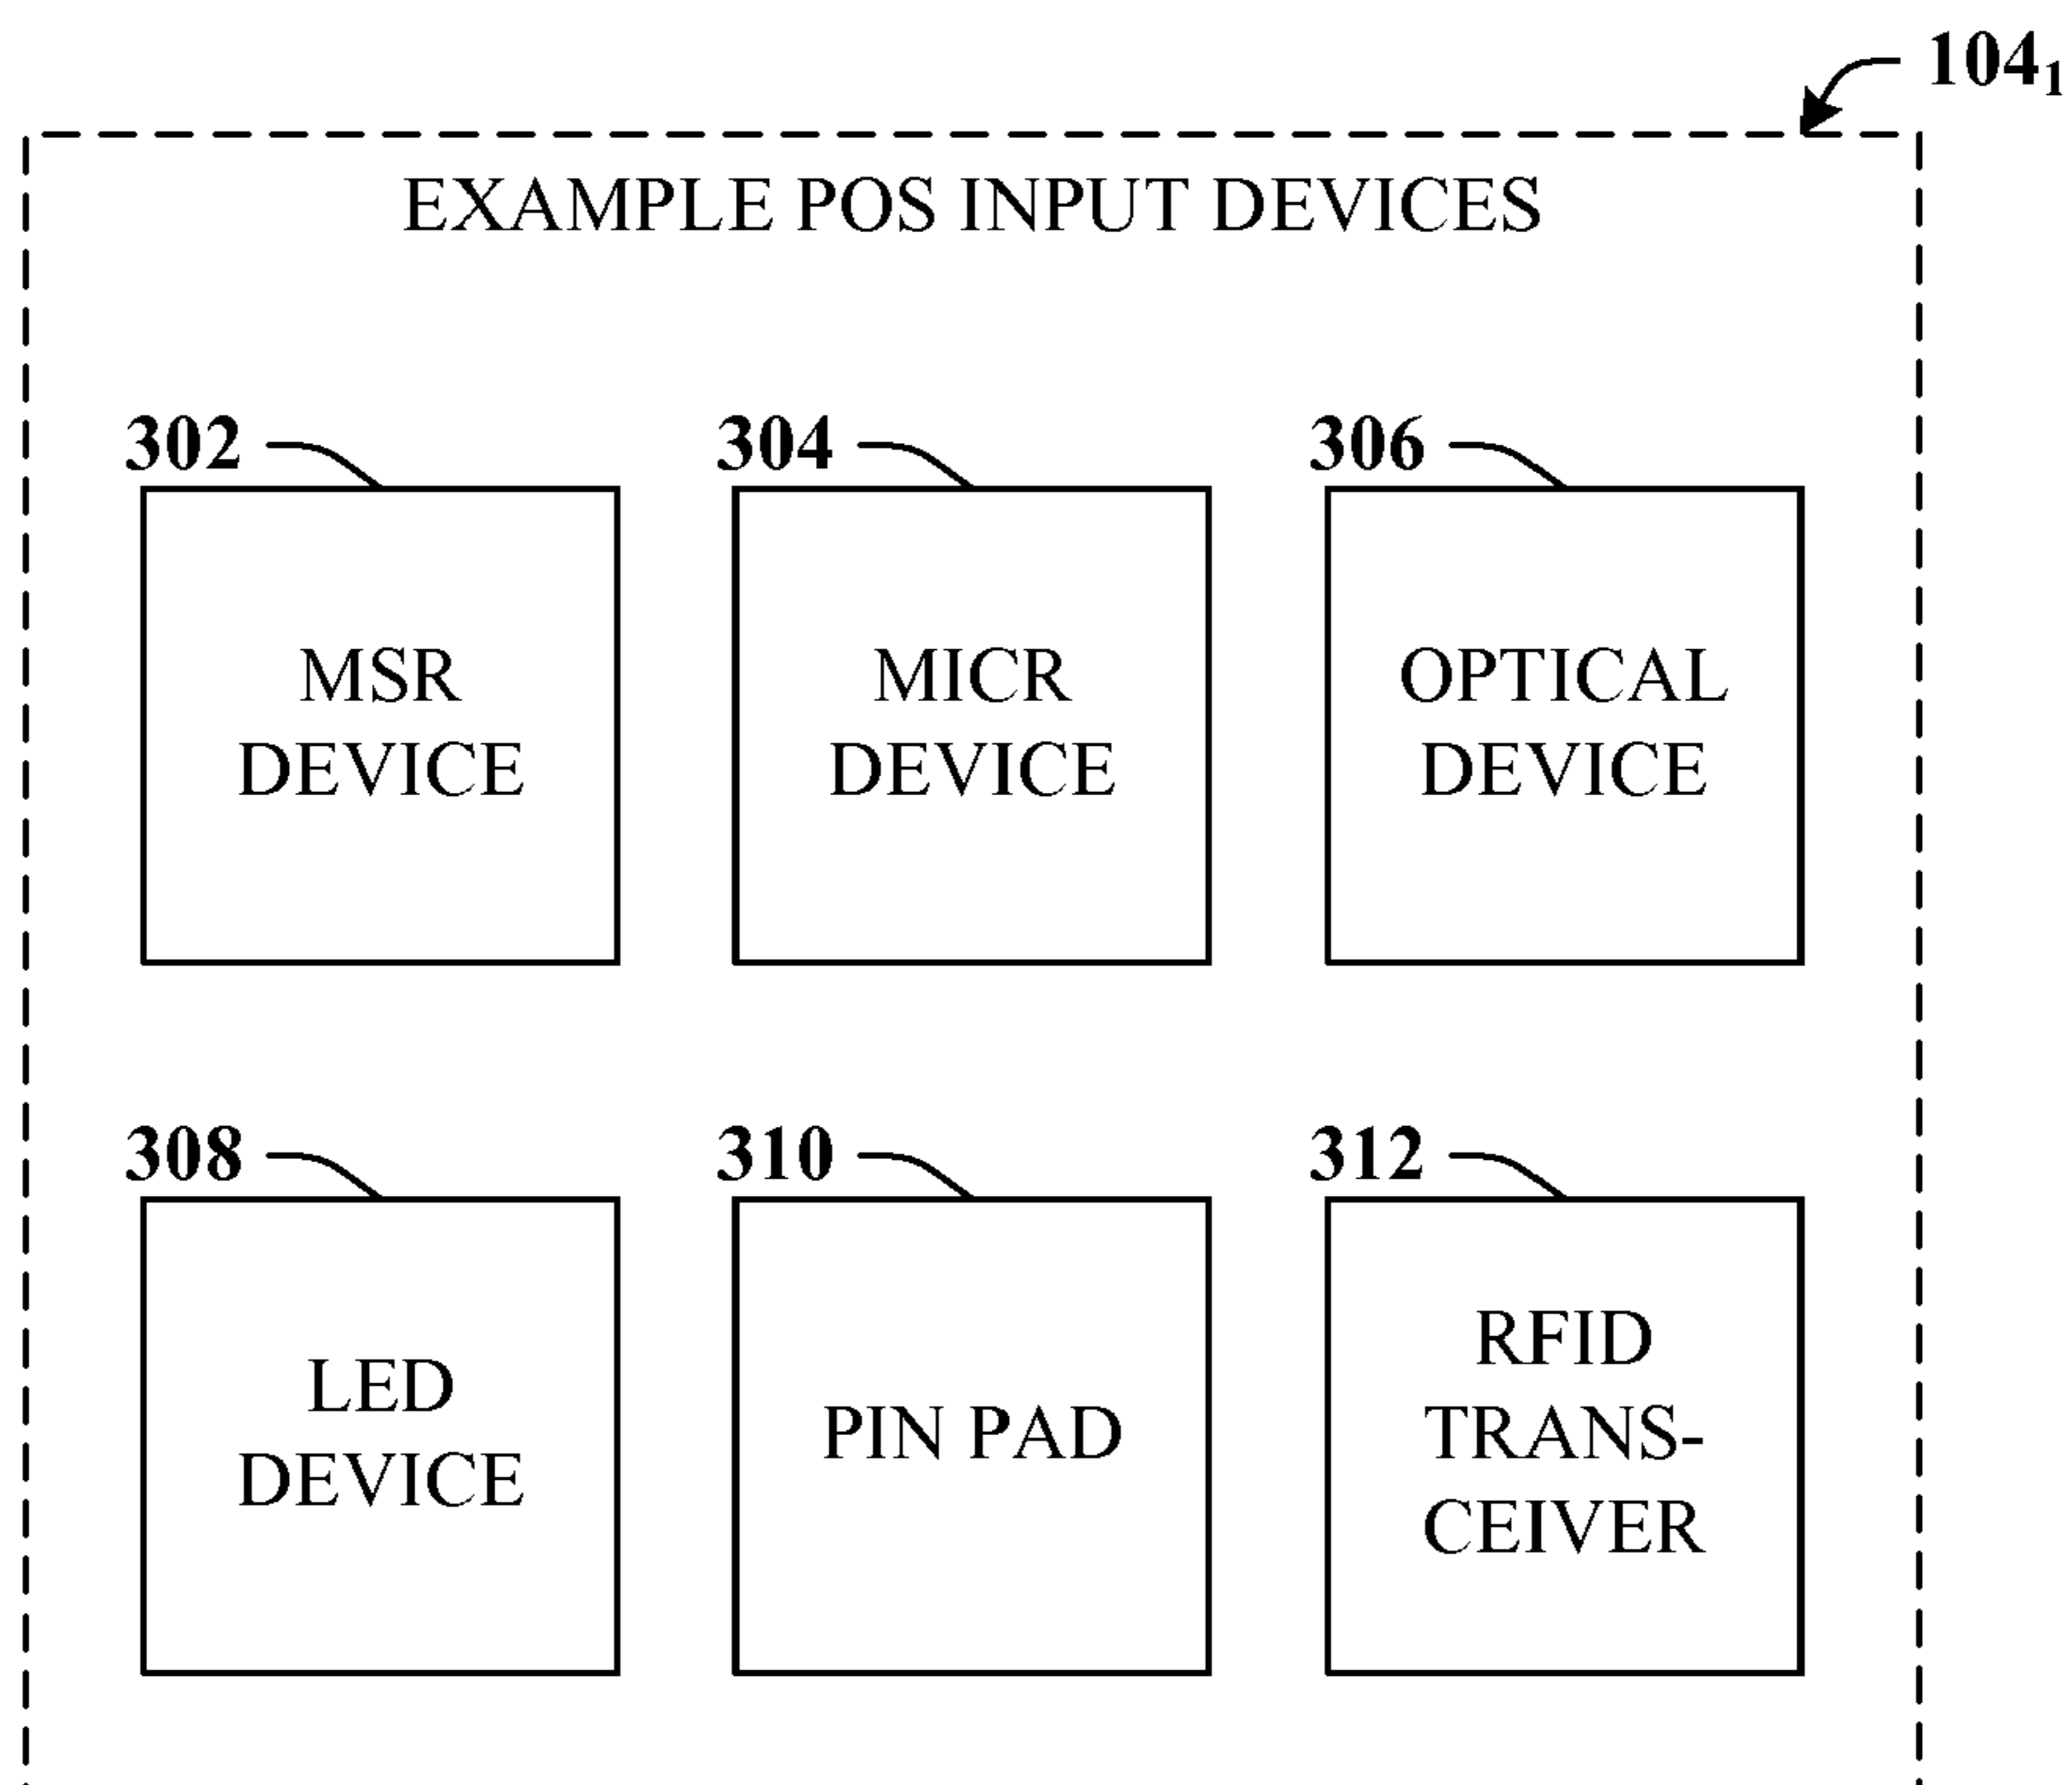 104₁
EXAMPLE POS INPUT DEVICES
302
MSR
DEVICE
304
MICR
DEVICE
306
OPTICAL
DEVICE
308
LED
DEVICE
310
PIN PAD
312
RFID
TRANS-
CEIVER